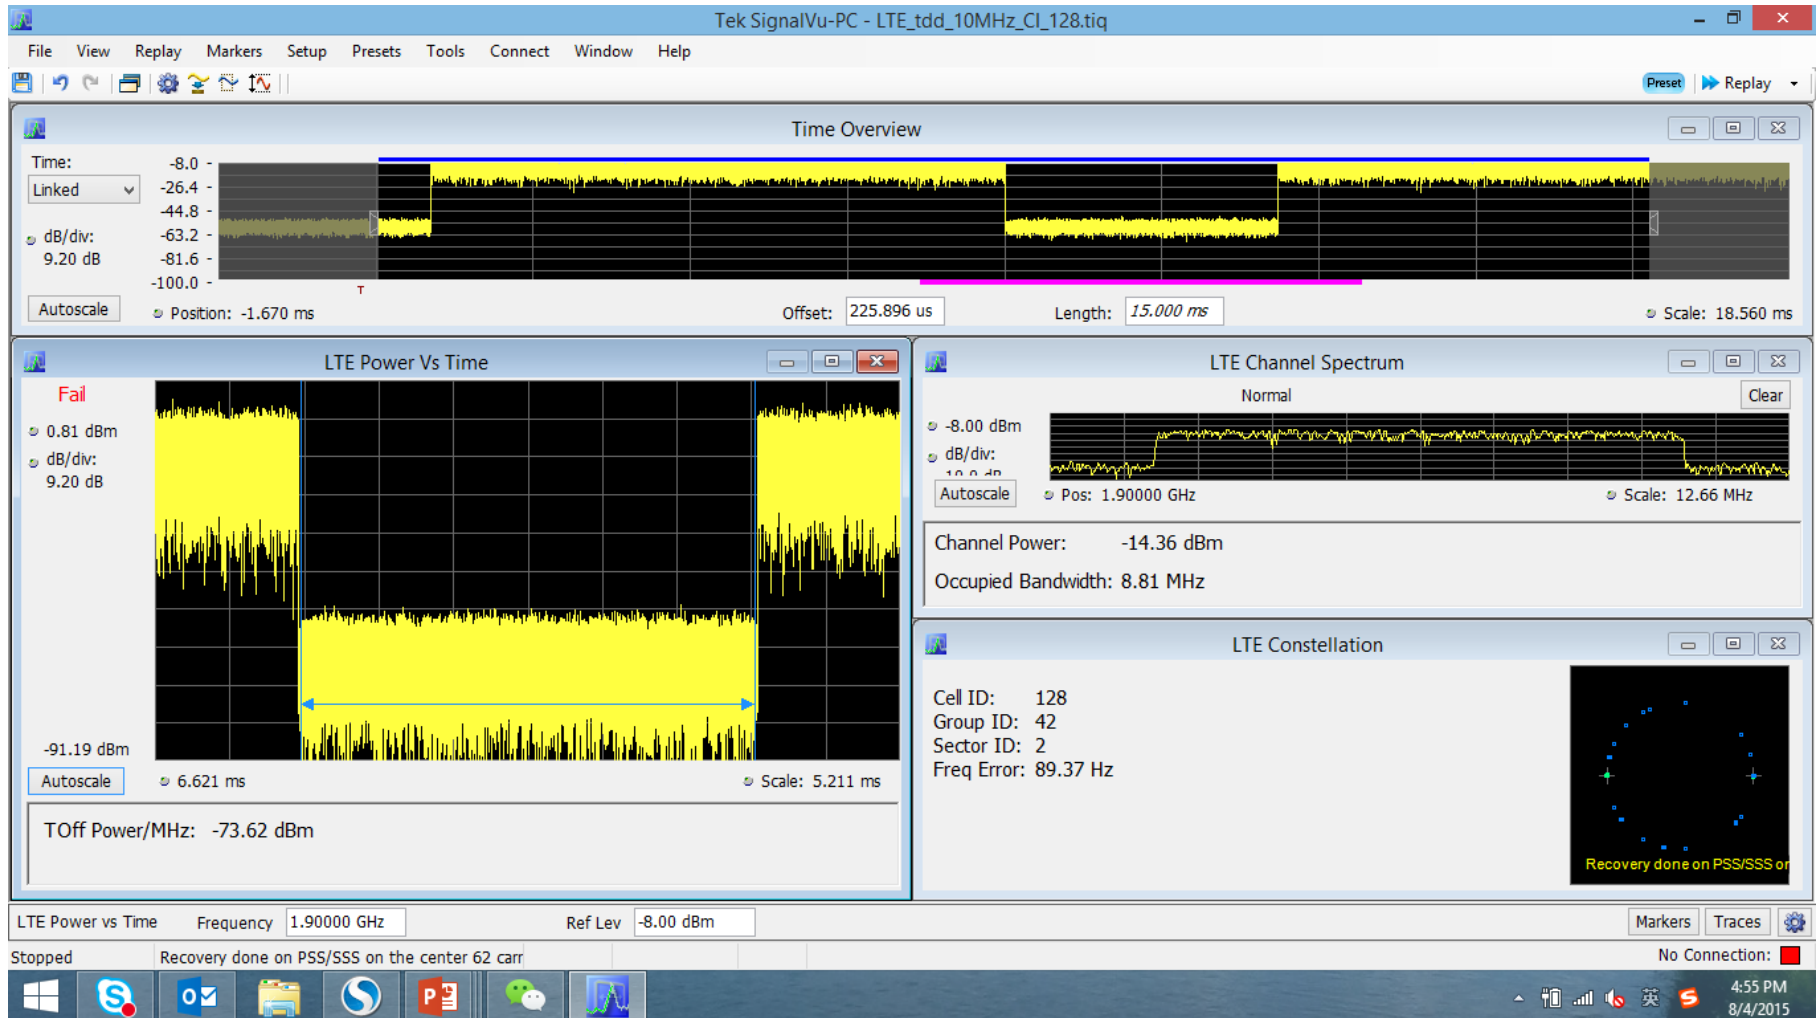 Tek SignalVu-PC - LTE_tdd_10MHz_CI_128.tiq
File View Replay Markers Setup Presets Tools Connect Window Help
Preset Replay
Time Overview
Time:
Linked
dB/div:
9.20 dB
Autoscale
-8.0
-26.4
-44.8
-63.2
-81.6
-100.0
T
Position: -1.670 ms
Offset: 225.896 us
Length: 15.000 ms
Scale: 18.560 ms
LTE Power Vs Time
Fail
0.81 dBm
dB/div:
9.20 dB
-91.19 dBm
Autoscale
6.621 ms
Scale: 5.211 ms
TOff Power/MHz: -73.62 dBm
LTE Channel Spectrum
Normal
Clear
-8.00 dBm
dB/div:
10.0 dB
Autoscale
Pos: 1.90000 GHz
Scale: 12.66 MHz
Channel Power: -14.36 dBm
Occupied Bandwidth: 8.81 MHz
LTE Constellation
Cell ID: 128
Group ID: 42
Sector ID: 2
Freq Error: 89.37 Hz
Recovery done on PSS/SSS or
LTE Power vs Time Frequency 1.90000 GHz Ref Lev -8.00 dBm Markers Traces
Stopped Recovery done on PSS/SSS on the center 62 carr No Connection:
英
4:55 PM
8/4/2015